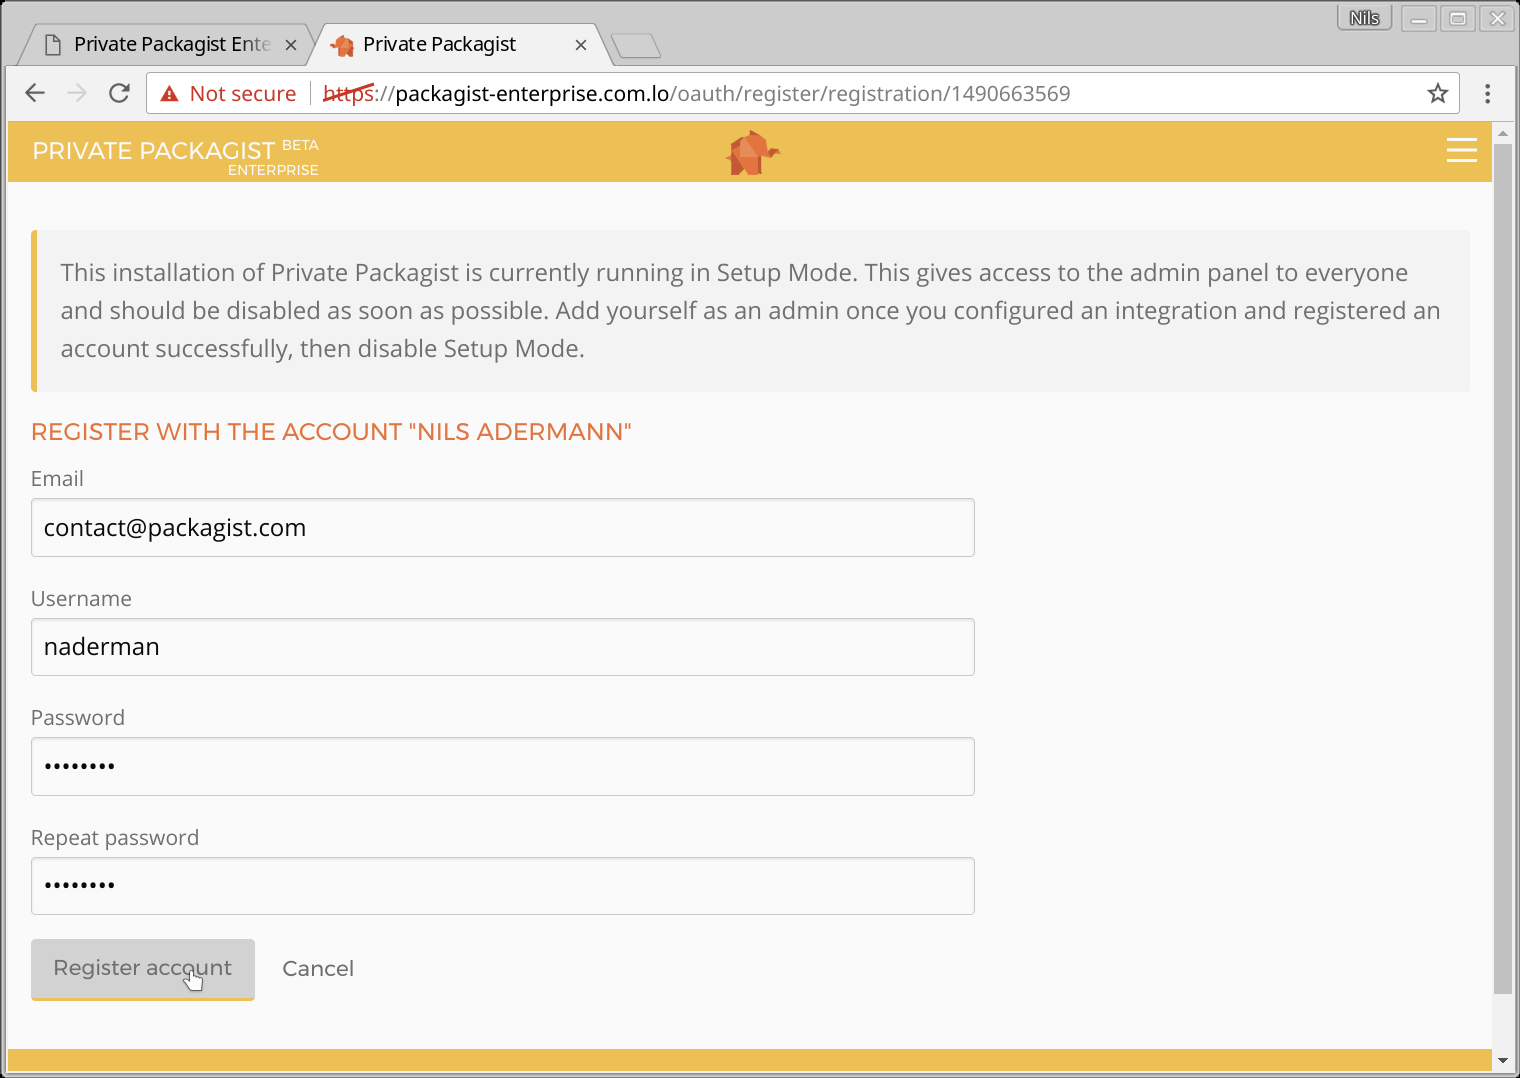 Nils
Private Packagist Ente
Private Packagist
Not secure
https://packagist-enterprise.com.lo/oauth/register/registration/1490663569
PRIVATE PACKAGIST BETA
ENTERPRISE
This installation of Private Packagist is currently running in Setup Mode. This gives access to the admin panel to everyone
and should be disabled as soon as possible. Add yourself as an admin once you configured an integration and registered an
account successfully, then disable Setup Mode.
REGISTER WITH THE ACCOUNT "NILS ADERMANN"
Email
contact@packagist.com
Username
naderman
Password
••••••••
Repeat password
••••••••
Register account
Cancel